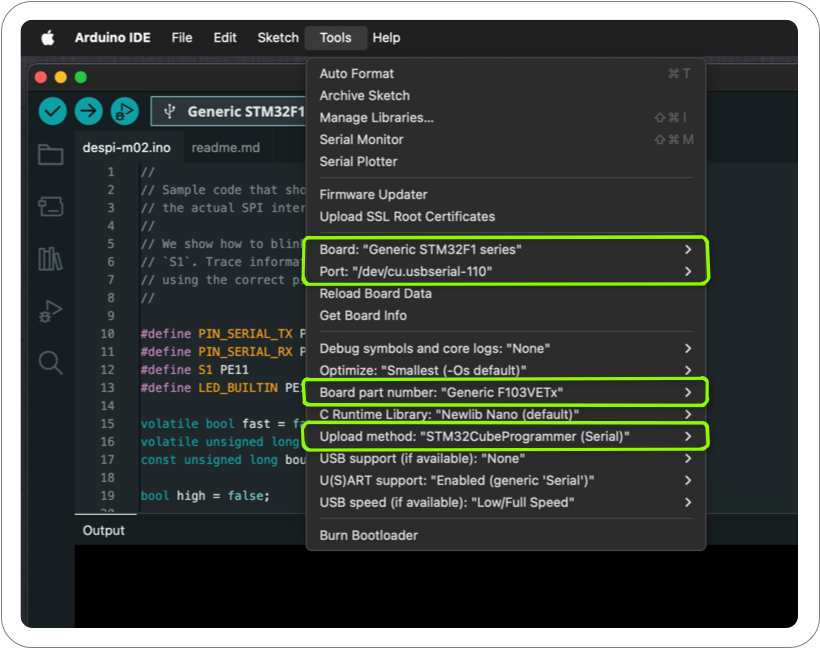 Arduino IDE File Edit Sketch Tools Help
Auto Format ⌘ T
Archive Sketch
Manage Libraries... ⇧ ⌘ I
Serial Monitor ⇧ ⌘ M
Serial Plotter
Firmware Updater
Upload SSL Root Certificates
Board: "Generic STM32F1 series"
Port: "/dev/cu.usbserial-110"
Reload Board Data
Get Board Info
Debug symbols and core logs: "None"
Optimize: "Smallest (-Os default)"
Board part number: "Generic F103VETx"
C Runtime Library: "Newlib Nano (default)"
Upload method: "STM32CubeProgrammer (Serial)"
USB support (if available): "None"
U(S)ART support: "Enabled (generic 'Serial')"
USB speed (if available): "Low/Full Speed"
Burn Bootloader
Generic STM32F1
despi-m02.ino readme.md
1 //
2 // Sample code that sho
3 // the actual SPI inter
4 //
5 // We show how to blin
6 // `S1`. Trace informat
7 // using the correct p
8 //
9
10 #define PIN_SERIAL_TX P
11 #define PIN_SERIAL_RX P
12 #define S1 PE11
13 #define LED_BUILTIN PE
14
15 volatile bool fast = fa
16 volatile unsigned long
17 const unsigned long bou
18
19 bool high = false;
Output